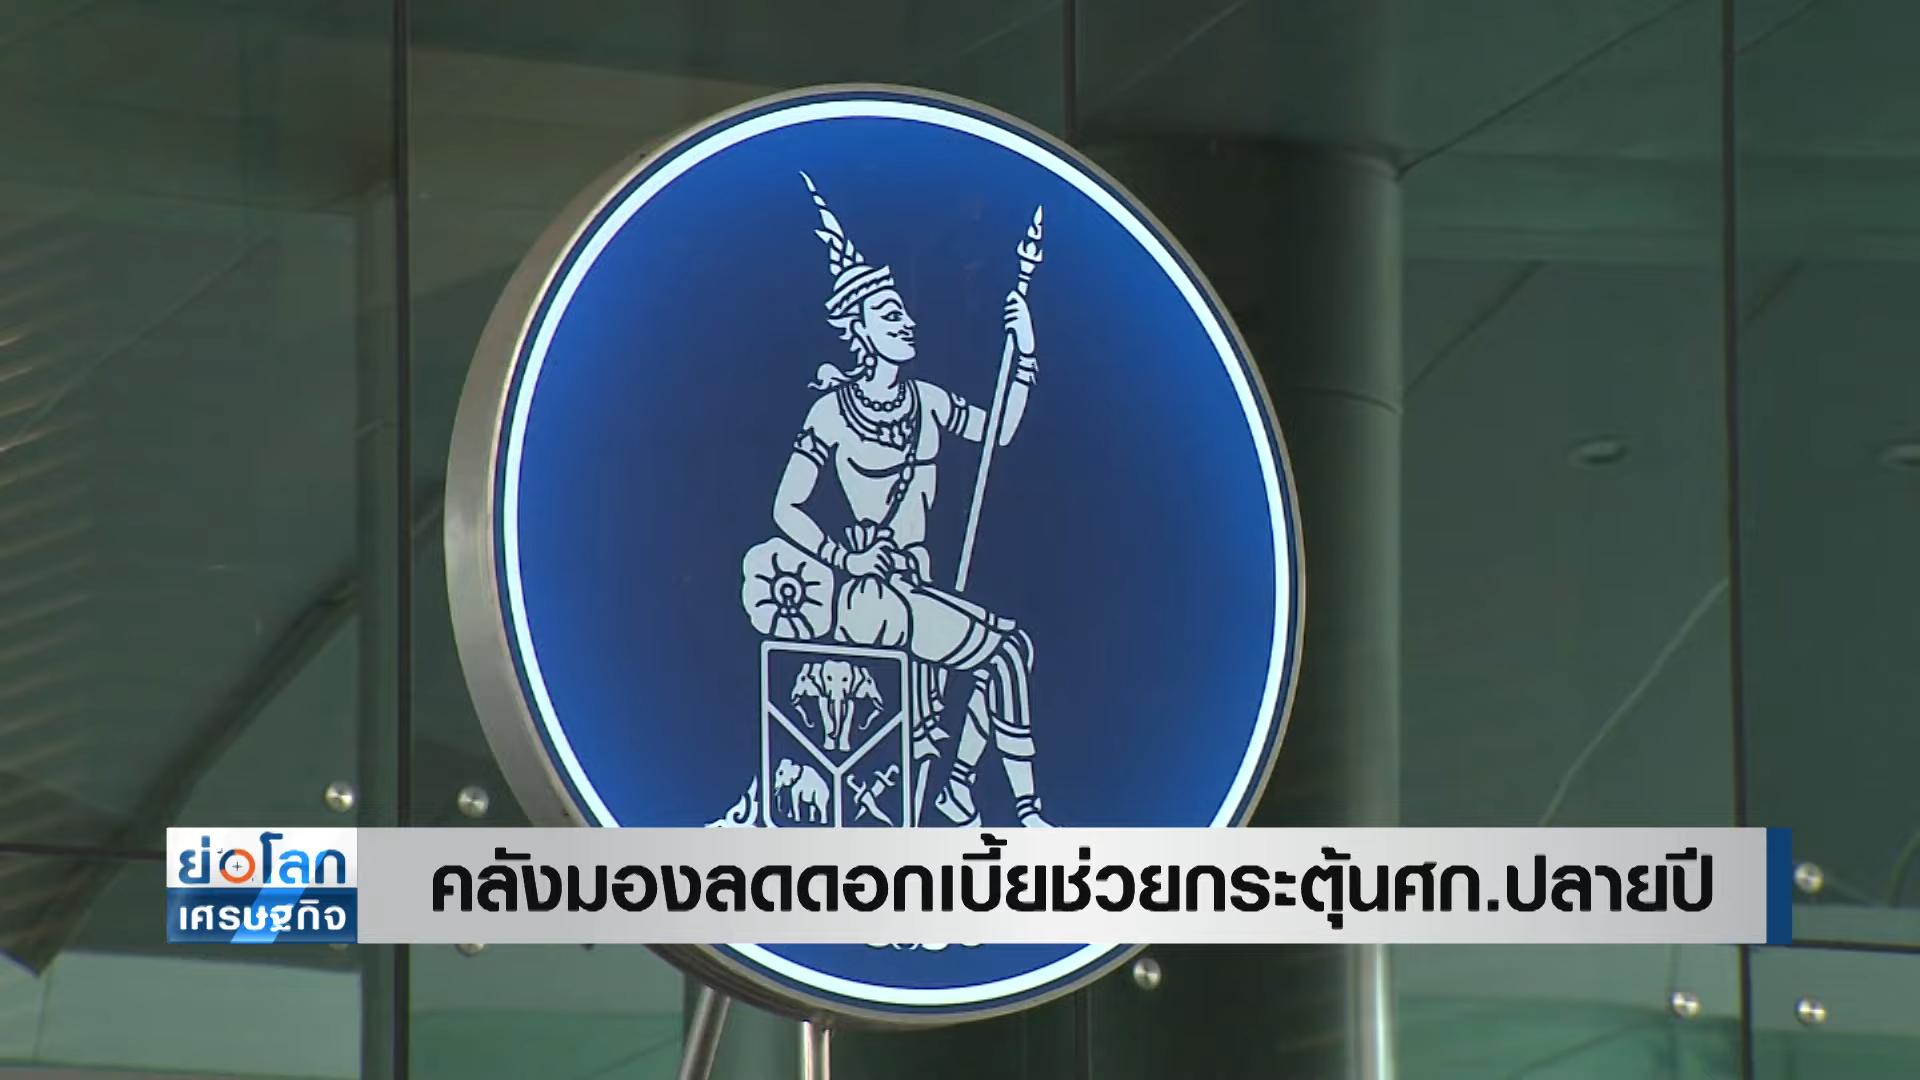 ย่อโลก
เศรษฐกิจ
คลังมองลดดอกเบี้ยช่วยกระตุ้นศก.ปลายปี